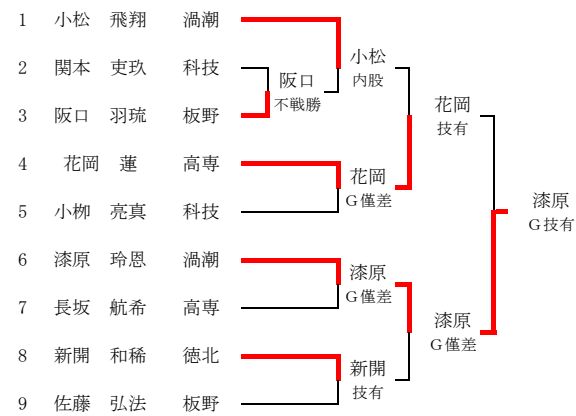 1 小松 飛翔 渦潮
2 関本 吏玖 科技
3 阪口 羽琉 板野
4 花岡 蓮 高専
5 小栁 亮真 科技
6 漆原 玲恩 渦潮
7 長坂 航希 高専
8 新開 和稀 徳北
9 佐藤 弘法 板野
阪口
不戦勝
小松
内股
花岡
G僅差
漆原
G僅差
新開
技有
花岡
技有
漆原
G僅差
漆原
G技有